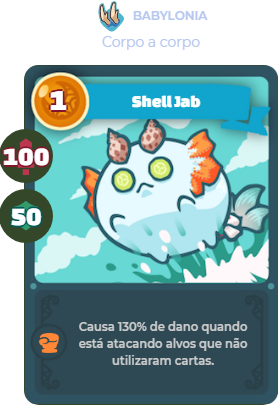 BABYLONIA
Corpo a corpo
1
Shell Jab
100
50
Causa 130% de dano quando
está atacando alvos que não
utilizaram cartas.